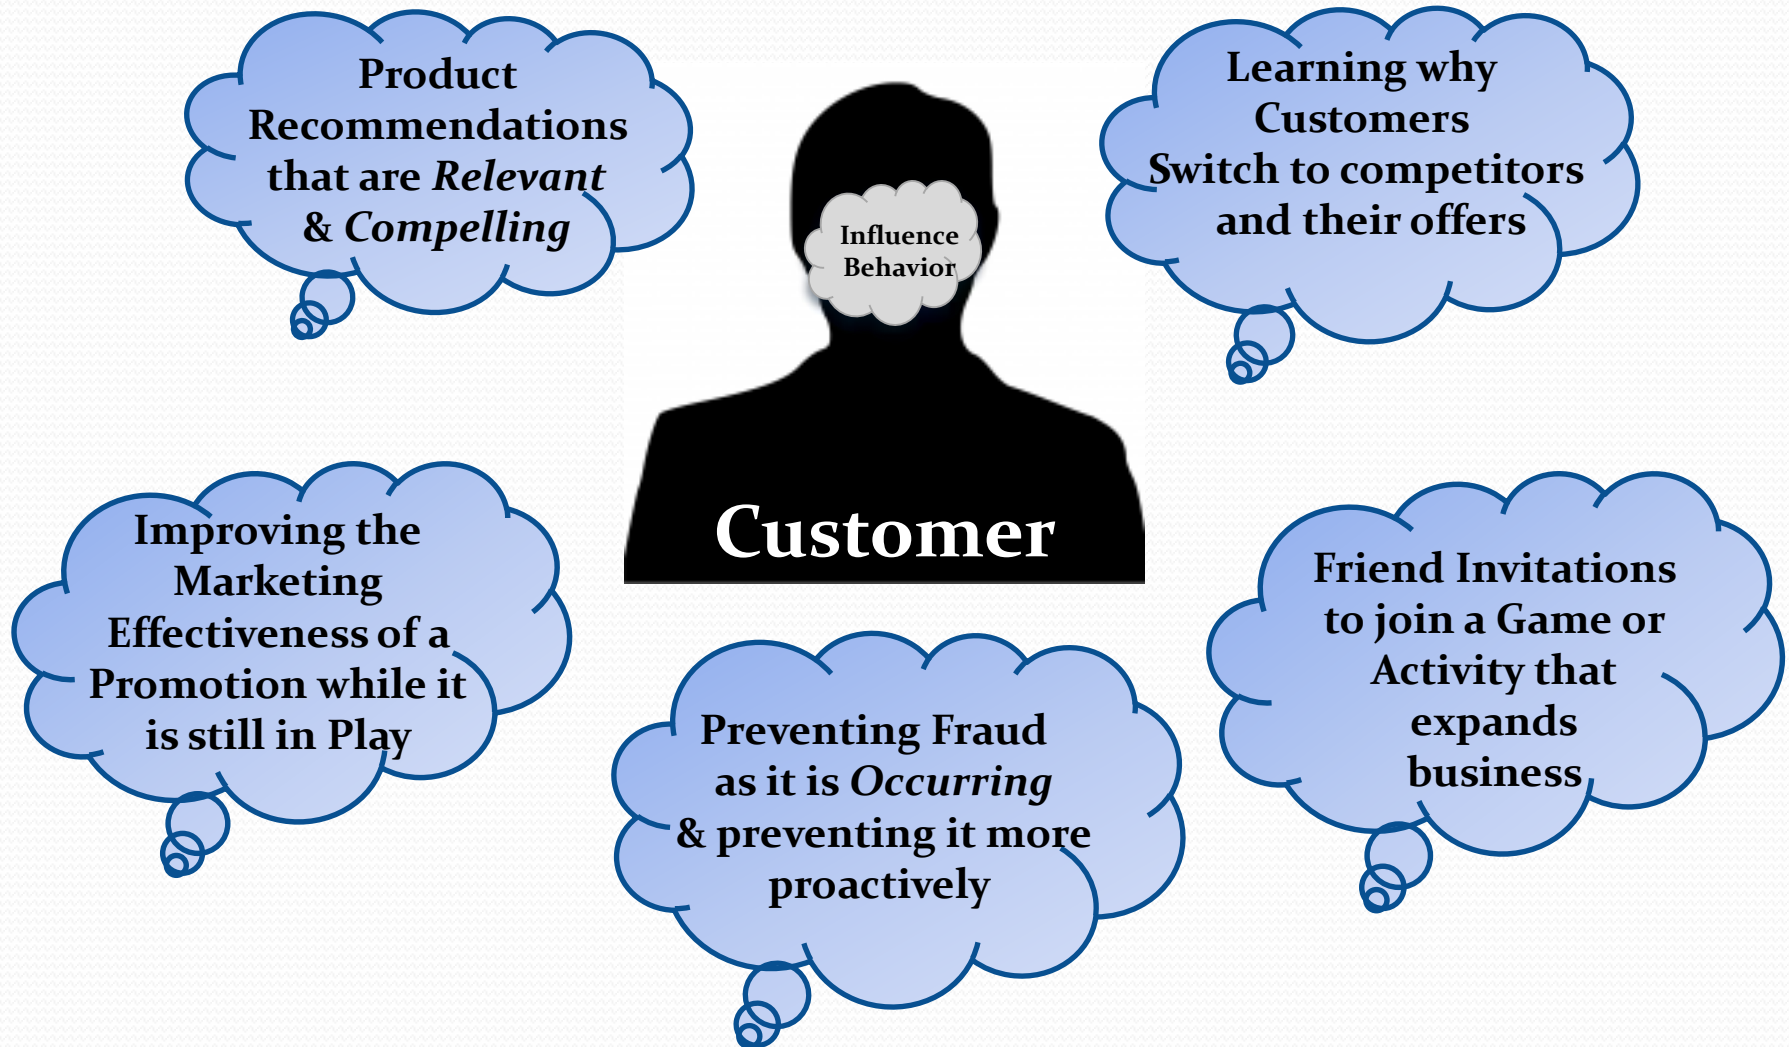 Product
Recommendations
that are Relevant
& Compelling
Learning why
Customers
Switch to competitors
and their offers
Influence
Behavior
Customer
Improving the
Marketing
Effectiveness of a
Promotion while it
is still in Play
Preventing Fraud
as it is Occurring
& preventing it more
proactively
Friend Invitations
to join a Game or
Activity that
expands
business